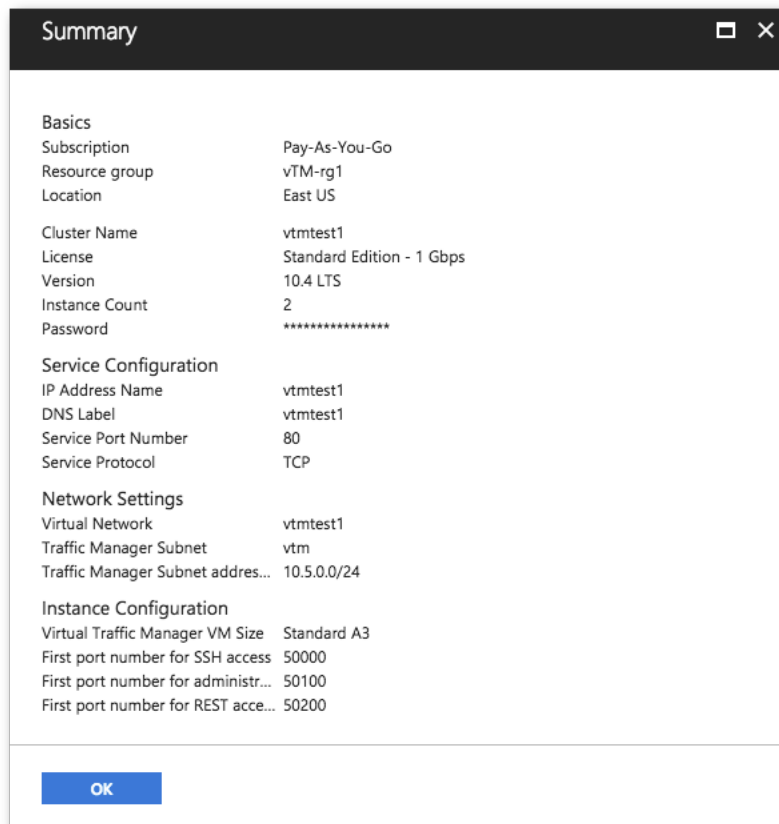 Summary
Basics
Subscription Pay-As-You-Go
Resource group vTM-rg1
Location East US
Cluster Name vtmtest1
License Standard Edition - 1 Gbps
Version 10.4 LTS
Instance Count 2
Password ****************
Service Configuration
IP Address Name vtmtest1
DNS Label vtmtest1
Service Port Number 80
Service Protocol TCP
Network Settings
Virtual Network vtmtest1
Traffic Manager Subnet vtm
Traffic Manager Subnet addres... 10.5.0.0/24
Instance Configuration
Virtual Traffic Manager VM Size Standard A3
First port number for SSH access 50000
First port number for administr... 50100
First port number for REST acce... 50200
OK